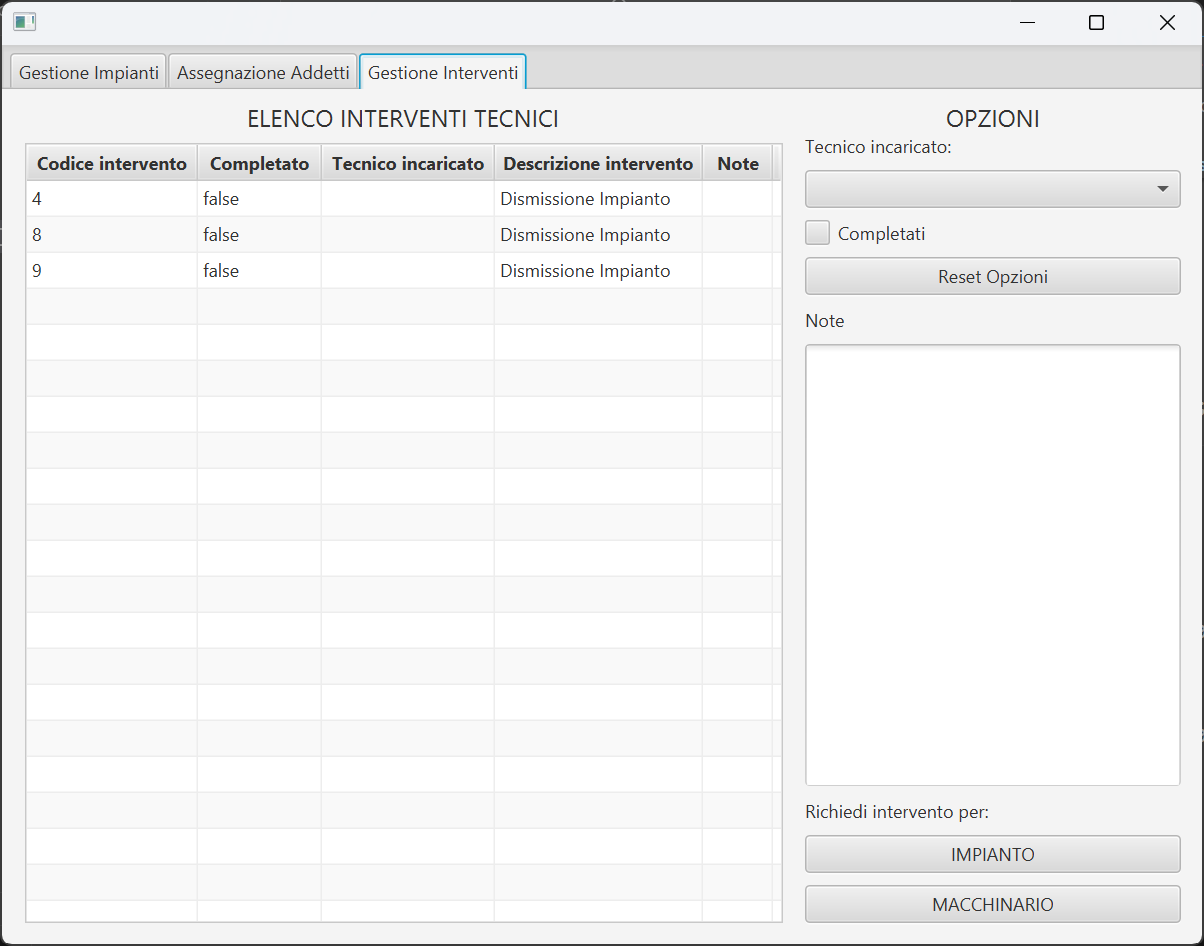 Gestione Impianti Assegnazione Addetti Gestione Interventi
ELENCO INTERVENTI TECNICI
Codice intervento Completato Tecnico incaricato Descrizione intervento Note
4 false Dismissione Impianto
8 false Dismissione Impianto
9 false Dismissione Impianto
OPZIONI
Tecnico incaricato:
Completati
Reset Opzioni
Note
Richiedi intervento per:
IMPIANTO
MACCHINARIO